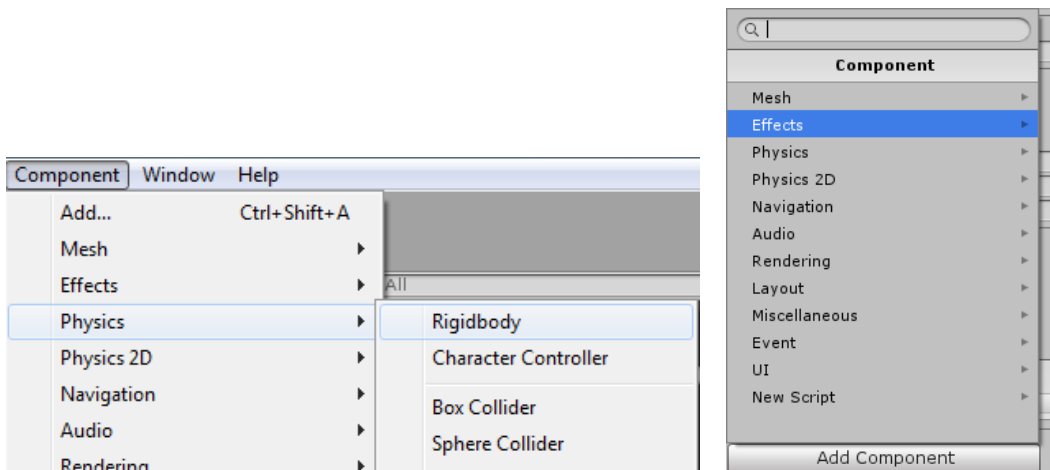 Component Window Help
Add... Ctrl+Shift+A
Mesh
Effects
Physics
Physics 2D
Navigation
Audio
Rendering
All
Rigidbody
Character Controller
Box Collider
Sphere Collider
Component
Mesh
Effects
Physics
Physics 2D
Navigation
Audio
Rendering
Layout
Miscellaneous
Event
UI
New Script
Add Component